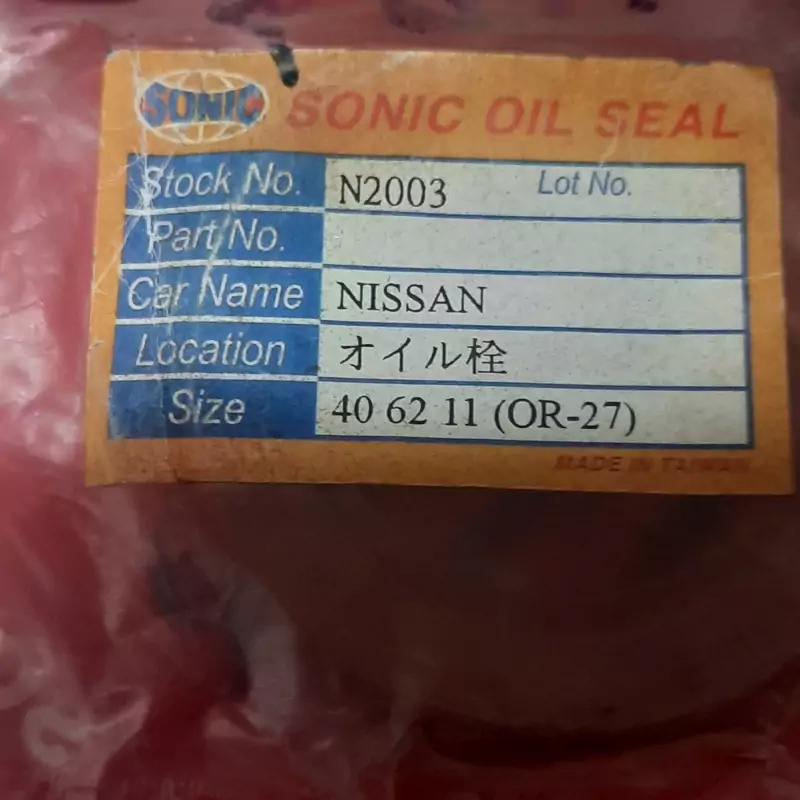 SONIC SONIC OIL SEAL
Stock No. N2003 Lot No.
Part No.
Car Name NISSAN
Location オイル栓
Size 40 62 11 (OR-27)
MADE IN TAIWAN